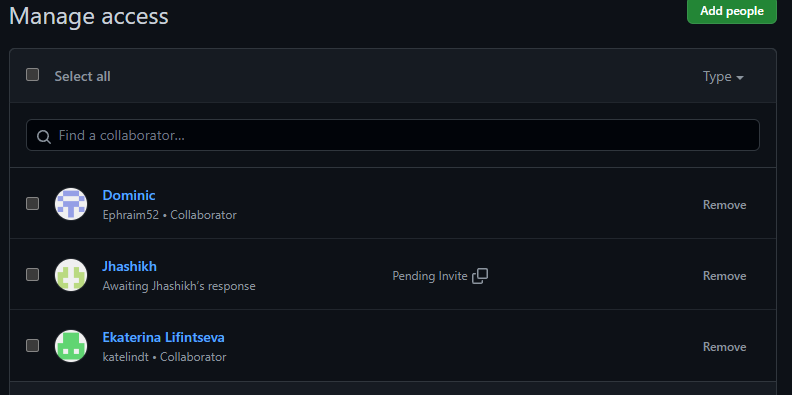 Manage access
Add people
Select all
Type
Find a collaborator...
Dominic
Ephraim52 • Collaborator
Remove
Jhashikh
Awaiting Jhashikh's response
Pending Invite
Remove
Ekaterina Lifintseva
katelindt • Collaborator
Remove